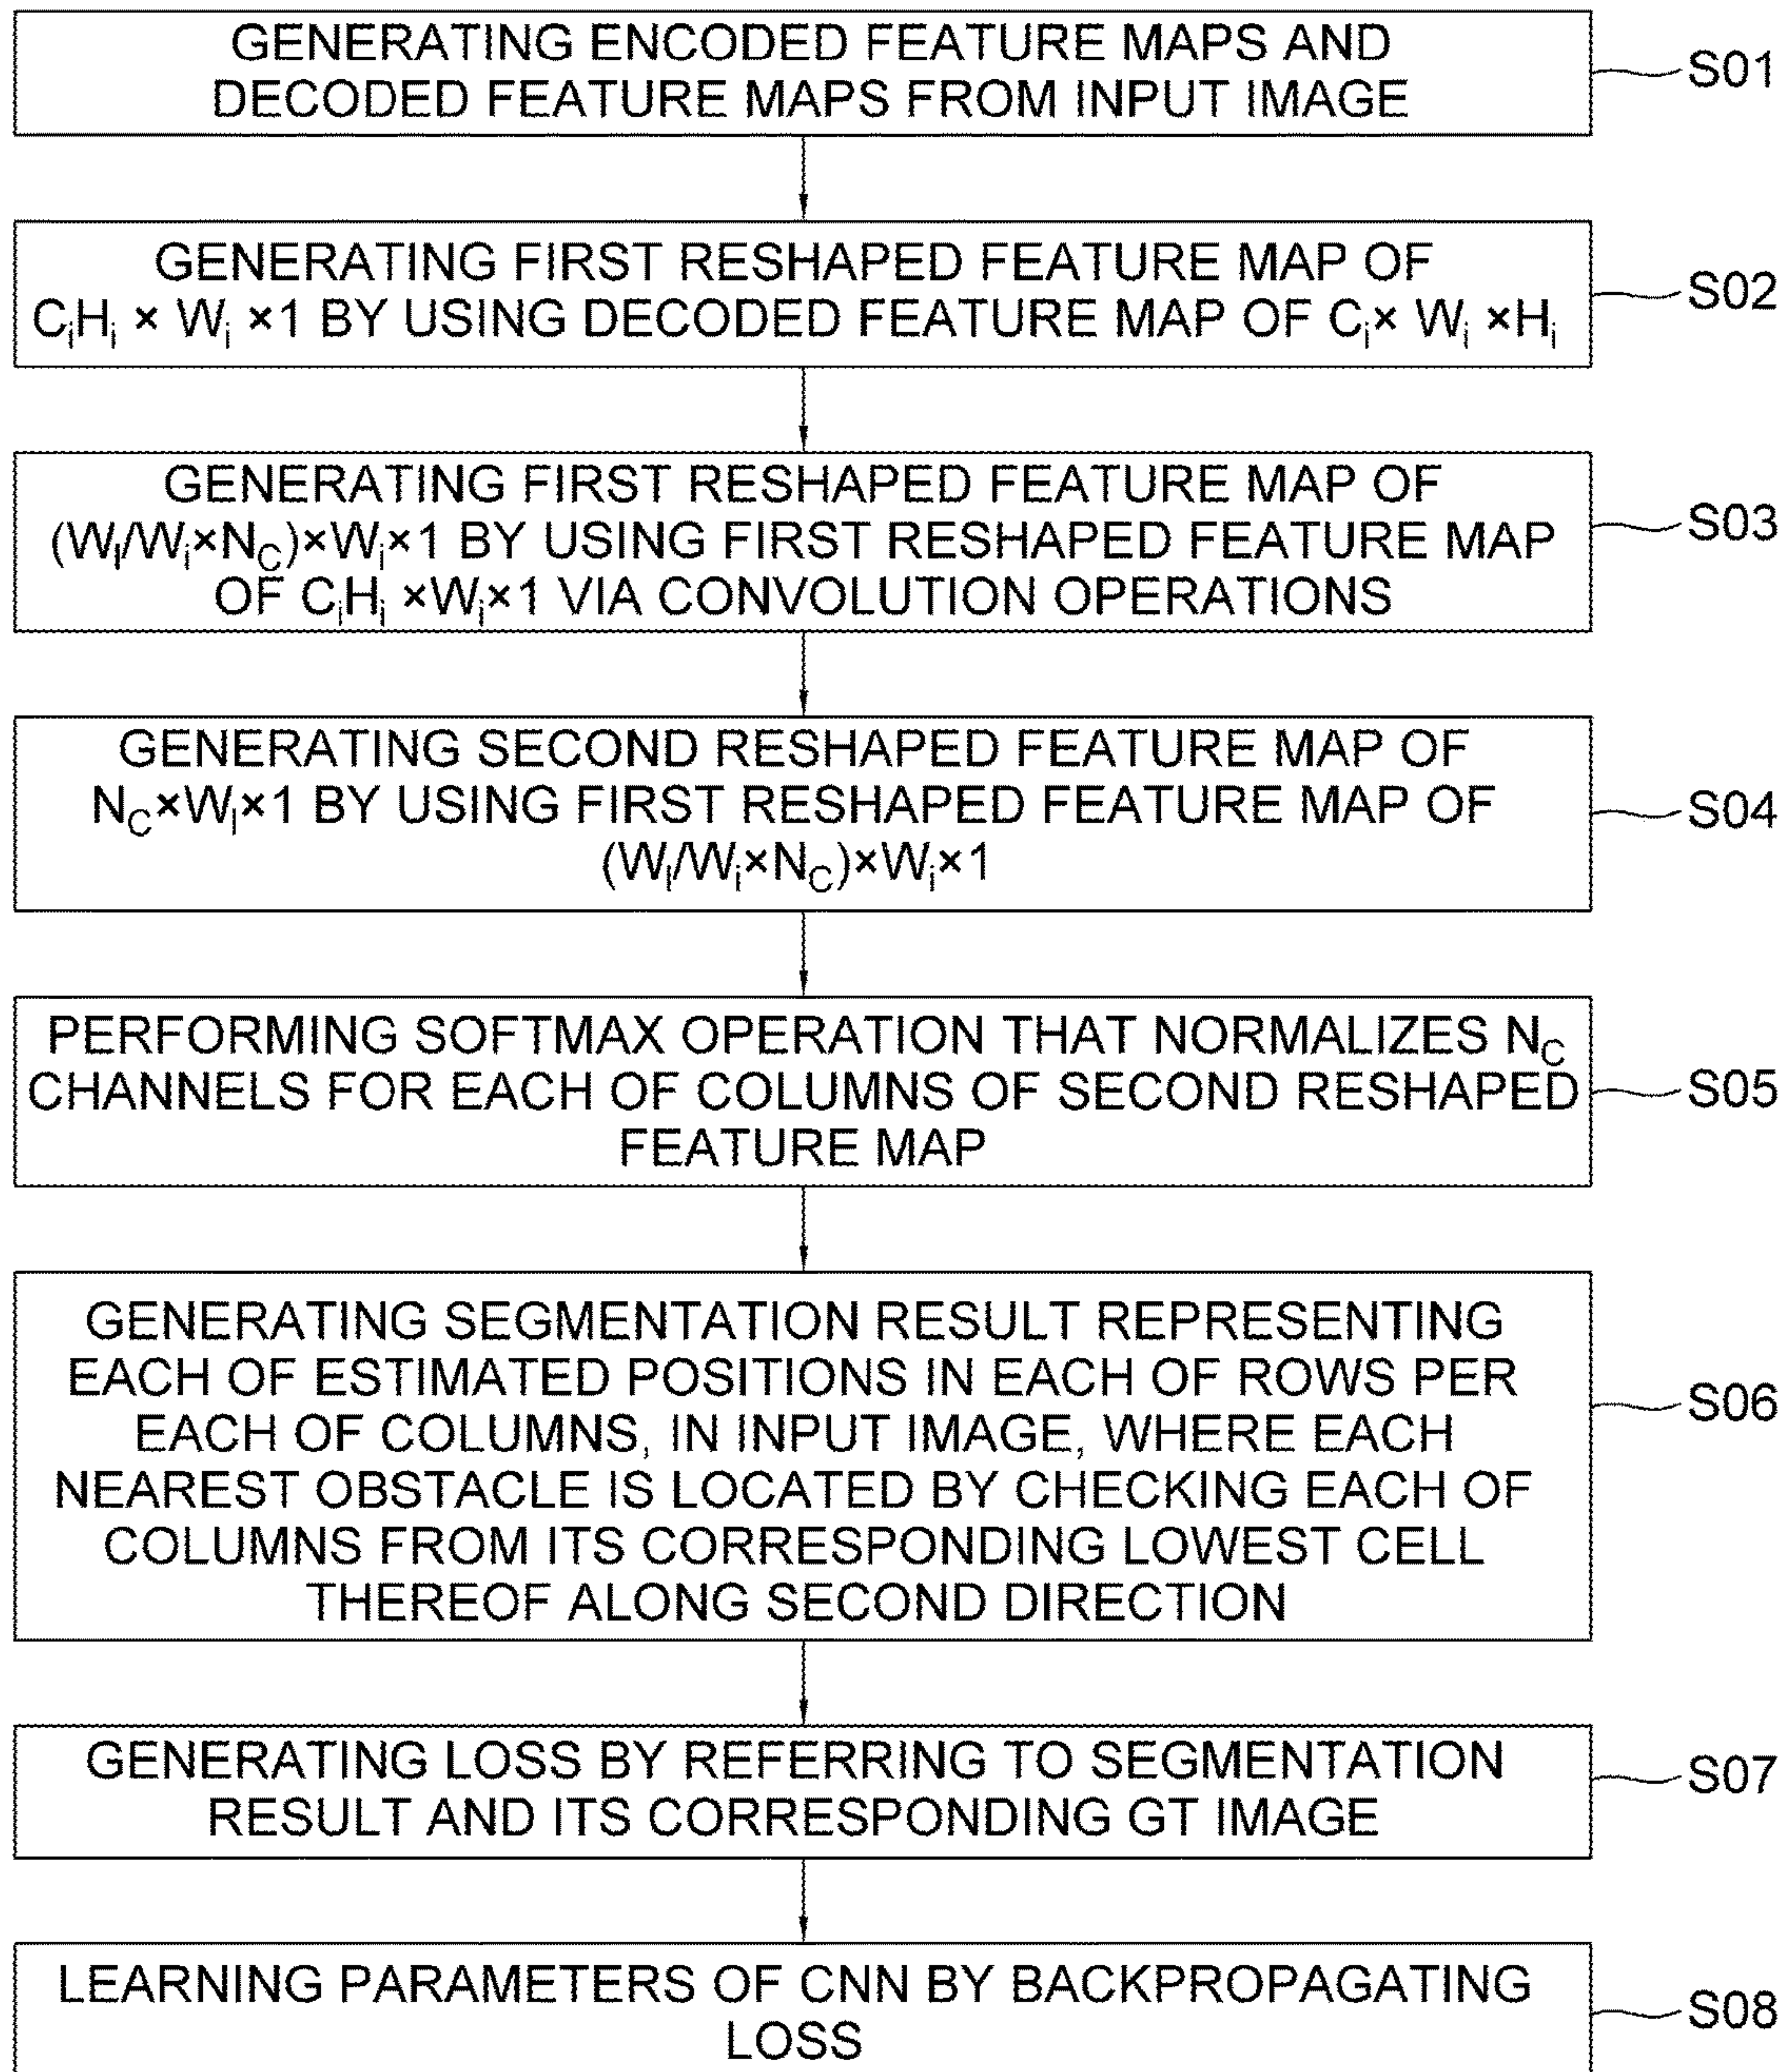 GENERATING ENCODED FEATURE MAPS AND
DECODED FEATURE MAPS FROM INPUT IMAGE
S01
GENERATING FIRST RESHAPED FEATURE MAP OF
CᵢHᵢ × Wᵢ ×1 BY USING DECODED FEATURE MAP OF Cᵢ× Wᵢ ×Hᵢ
S02
GENERATING FIRST RESHAPED FEATURE MAP OF
(W_I/Wᵢ×N_C)×Wᵢ×1 BY USING FIRST RESHAPED FEATURE MAP
OF CᵢHᵢ ×Wᵢ×1 VIA CONVOLUTION OPERATIONS
S03
GENERATING SECOND RESHAPED FEATURE MAP OF
N_C×W_I×1 BY USING FIRST RESHAPED FEATURE MAP OF
(W_I/Wᵢ×N_C)×Wᵢ×1
S04
PERFORMING SOFTMAX OPERATION THAT NORMALIZES N_C
CHANNELS FOR EACH OF COLUMNS OF SECOND RESHAPED
FEATURE MAP
S05
GENERATING SEGMENTATION RESULT REPRESENTING
EACH OF ESTIMATED POSITIONS IN EACH OF ROWS PER
EACH OF COLUMNS, IN INPUT IMAGE, WHERE EACH
NEAREST OBSTACLE IS LOCATED BY CHECKING EACH OF
COLUMNS FROM ITS CORRESPONDING LOWEST CELL
THEREOF ALONG SECOND DIRECTION
S06
GENERATING LOSS BY REFERRING TO SEGMENTATION
RESULT AND ITS CORRESPONDING GT IMAGE
S07
LEARNING PARAMETERS OF CNN BY BACKPROPAGATING
LOSS
S08